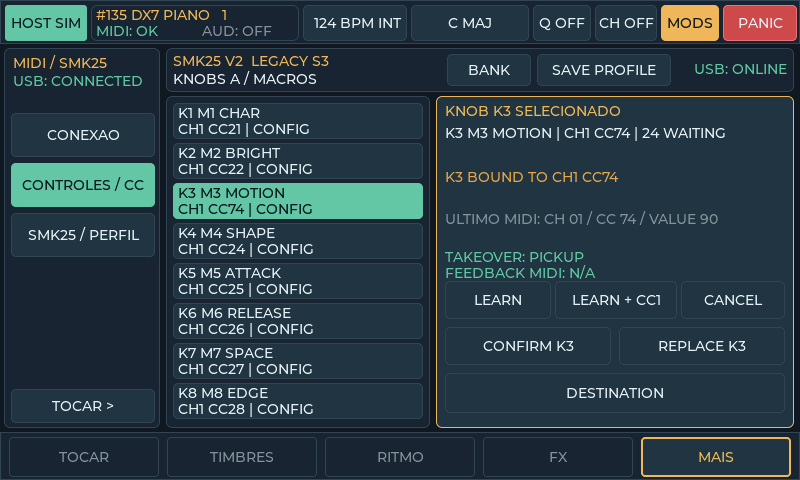 HOST SIM
#135 DX7 PIANO 1
MIDI: OK AUD: OFF
124 BPM INT
C MAJ
Q OFF
CH OFF
MODS
PANIC
MIDI / SMK25
USB: CONNECTED
CONEXAO
CONTROLES / CC
SMK25 / PERFIL
TOCAR >
SMK25 V2 LEGACY S3
KNOBS A / MACROS
BANK
SAVE PROFILE
USB: ONLINE
K1 M1 CHAR
CH1 CC21 | CONFIG
K2 M2 BRIGHT
CH1 CC22 | CONFIG
K3 M3 MOTION
CH1 CC74 | CONFIG
K4 M4 SHAPE
CH1 CC24 | CONFIG
K5 M5 ATTACK
CH1 CC25 | CONFIG
K6 M6 RELEASE
CH1 CC26 | CONFIG
K7 M7 SPACE
CH1 CC27 | CONFIG
K8 M8 EDGE
CH1 CC28 | CONFIG
KNOB K3 SELECIONADO
K3 M3 MOTION | CH1 CC74 | 24 WAITING
K3 BOUND TO CH1 CC74
ULTIMO MIDI: CH 01 / CC 74 / VALUE 90
TAKEOVER: PICKUP
FEEDBACK MIDI: N/A
LEARN
LEARN + CC1
CANCEL
CONFIRM K3
REPLACE K3
DESTINATION
TOCAR
TIMBRES
RITMO
FX
MAIS